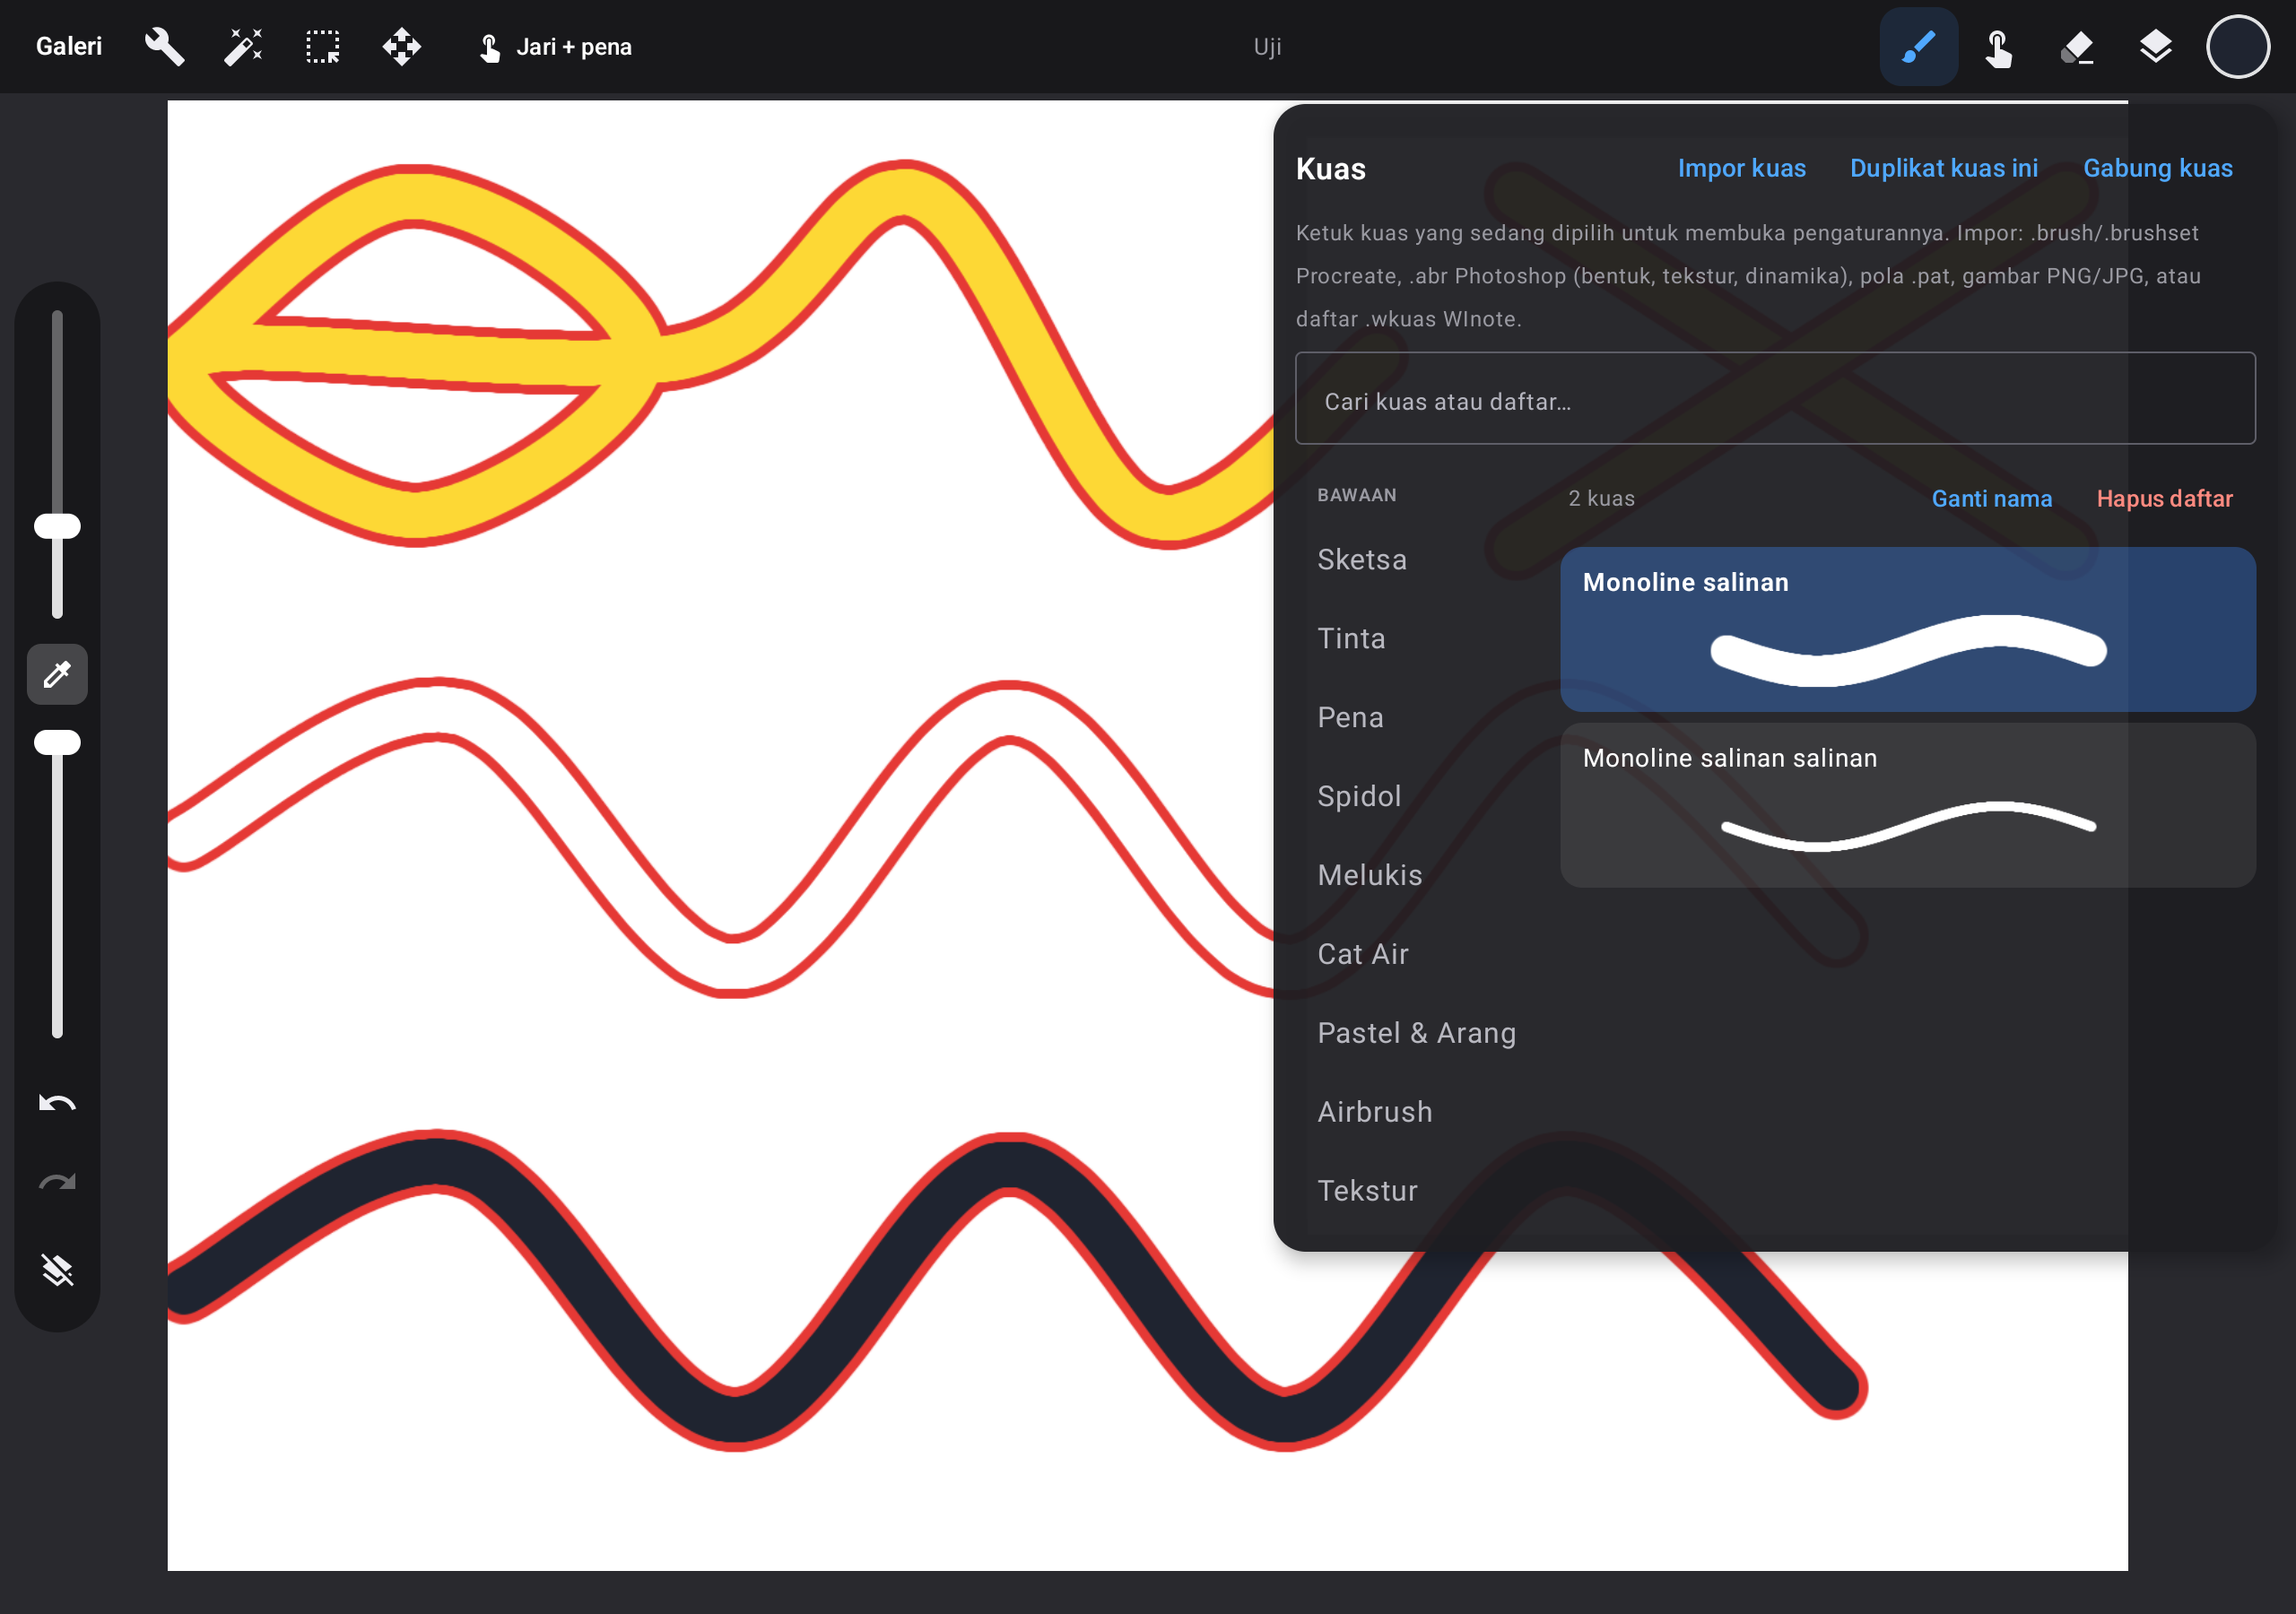 Galeri
Jari + pena
Uji
Kuas
Impor kuas
Duplikat kuas ini
Gabung kuas
Ketuk kuas yang sedang dipilih untuk membuka pengaturannya. Impor: .brush/.brushset
Procreate, .abr Photoshop (bentuk, tekstur, dinamika), pola .pat, gambar PNG/JPG, atau
daftar .wkuas WInote.
Cari kuas atau daftar…
BAWAAN
2 kuas
Ganti nama
Hapus daftar
Sketsa
Tinta
Pena
Spidol
Melukis
Cat Air
Pastel & Arang
Airbrush
Tekstur
Monoline salinan
Monoline salinan salinan